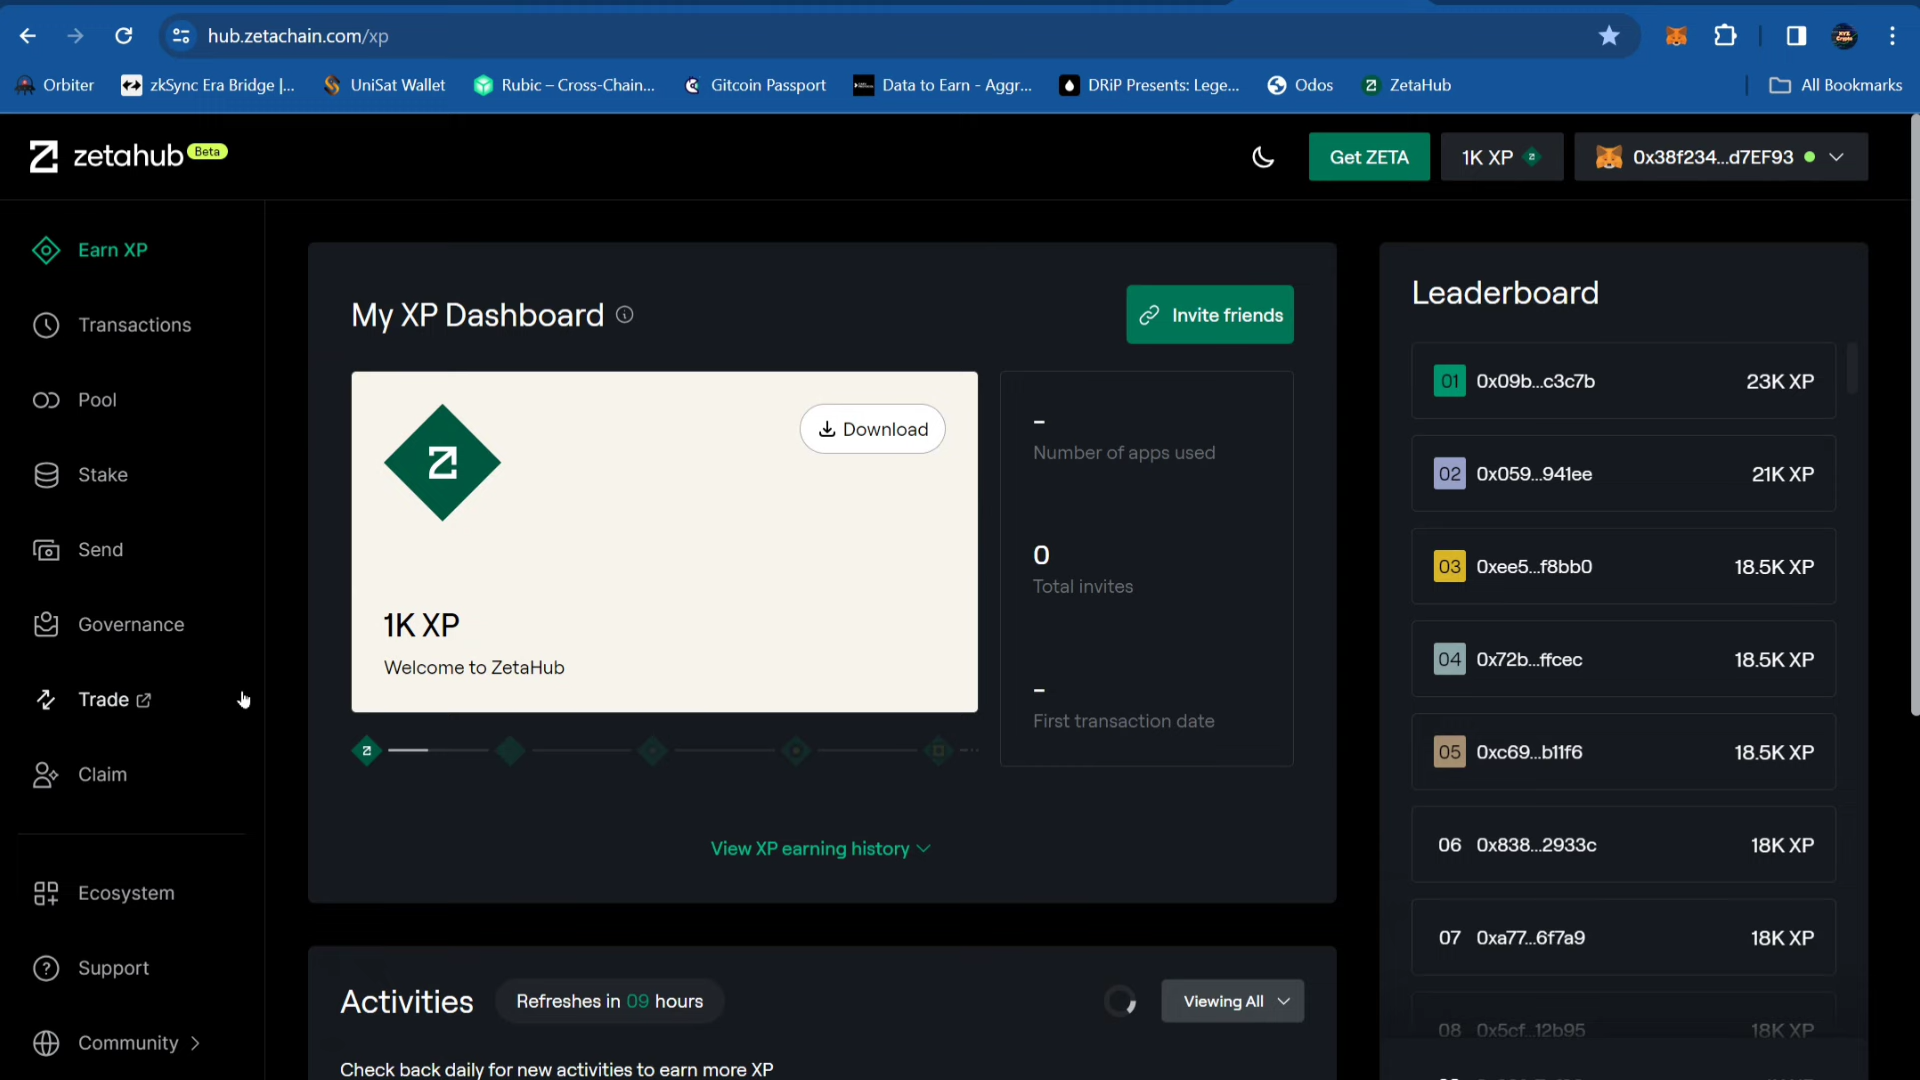 hub.zetachain.com/xp
Orbiter
zkSync Era Bridge |...
UniSat Wallet
Rubic – Cross-Chain...
Gitcoin Passport
Data to Earn - Aggr...
DRiP Presents: Lege...
Odos
ZetaHub
All Bookmarks
zetahub Beta
Get ZETA
1K XP
0x38f234...d7EF93
Earn XP
Transactions
Pool
Stake
Send
Governance
Trade
Claim
Ecosystem
Support
Community
My XP Dashboard
Invite friends
Download
1K XP
Welcome to ZetaHub
-
Number of apps used
0
Total invites
-
First transaction date
View XP earning history
Activities
Refreshes in 09 hours
Viewing All
Check back daily for new activities to earn more XP
Leaderboard
01 0x09b...c3c7b 23K XP
02 0x059...941ee 21K XP
03 0xee5...f8bb0 18.5K XP
04 0x72b...ffcec 18.5K XP
05 0xc69...b11f6 18.5K XP
06 0x838...2933c 18K XP
07 0xa77...6f7a9 18K XP
08 0x5cf...12b95 18K XP